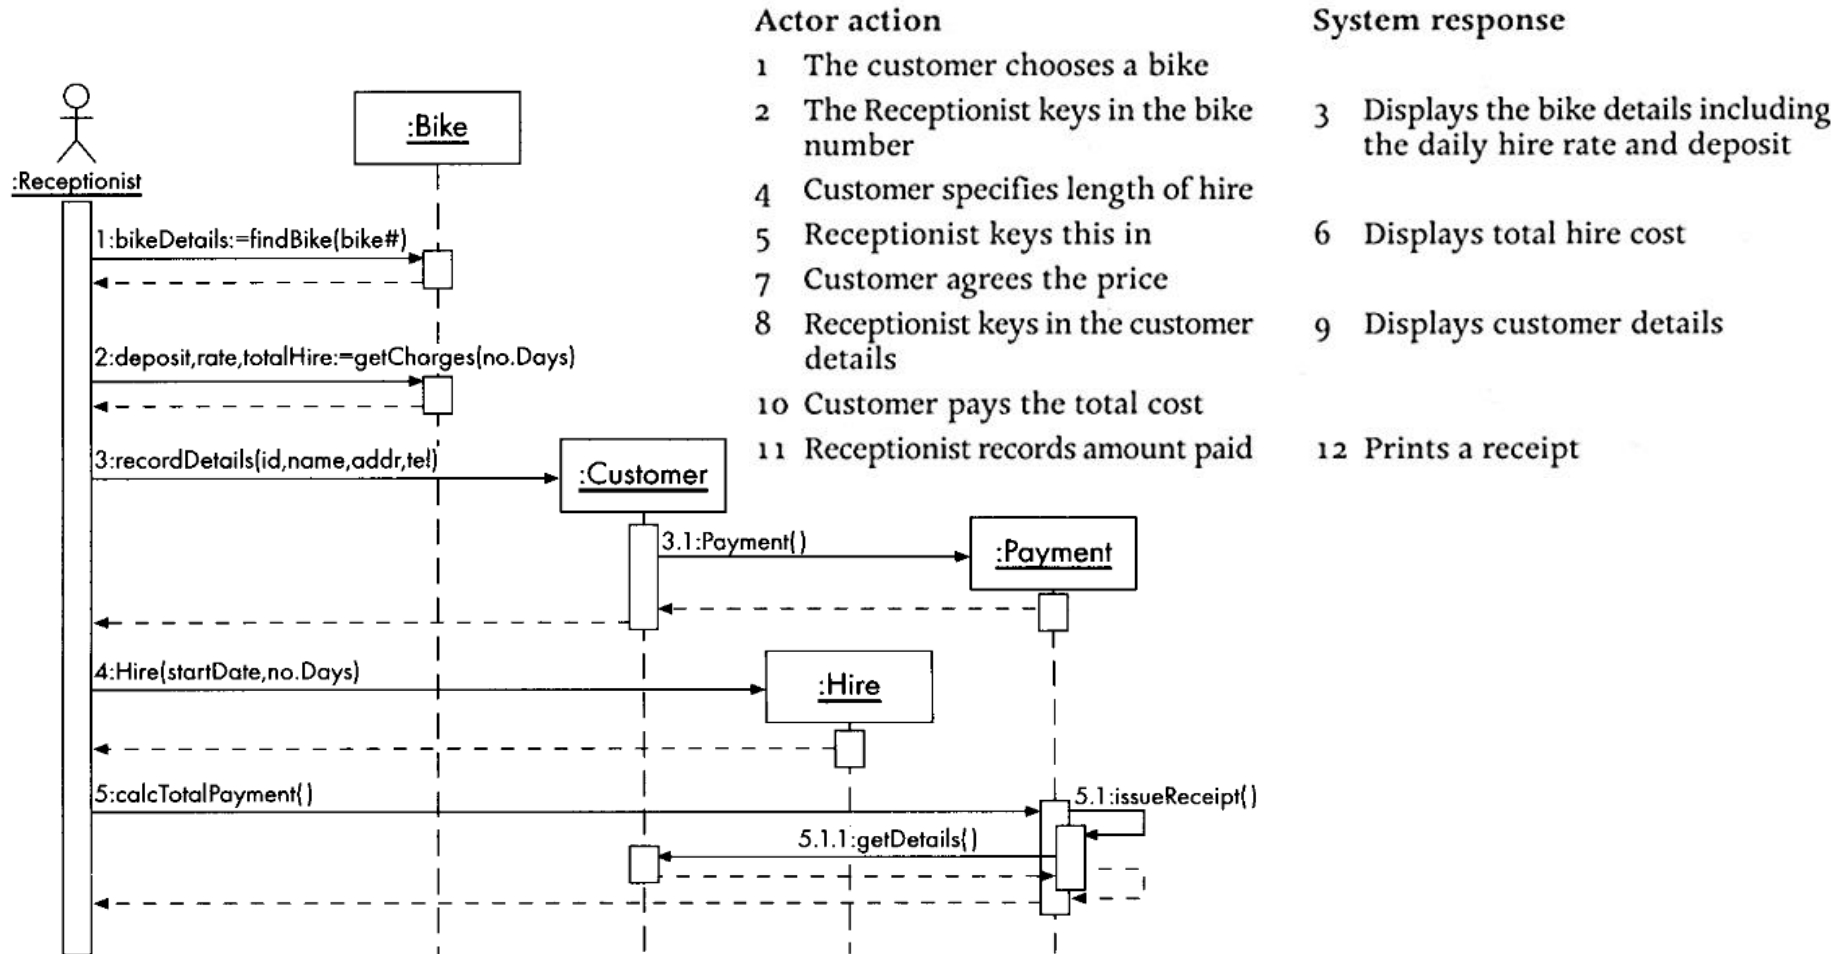 Actor action
System response
1 The customer chooses a bike
2 The Receptionist keys in the bike
number
3 Displays the bike details including
the daily hire rate and deposit
4 Customer specifies length of hire
5 Receptionist keys this in
6 Displays total hire cost
7 Customer agrees the price
8 Receptionist keys in the customer
details
9 Displays customer details
10 Customer pays the total cost
11 Receptionist records amount paid
12 Prints a receipt
:Receptionist
:Bike
1:bikeDetails:=findBike(bike#)
2:deposit,rate,totalHire:=getCharges(no.Days)
3:recordDetails(id,name,addr,tel)
:Customer
3.1:Payment()
:Payment
4:Hire(startDate,no.Days)
:Hire
5:calcTotalPayment()
5.1:issueReceipt()
5.1.1:getDetails()